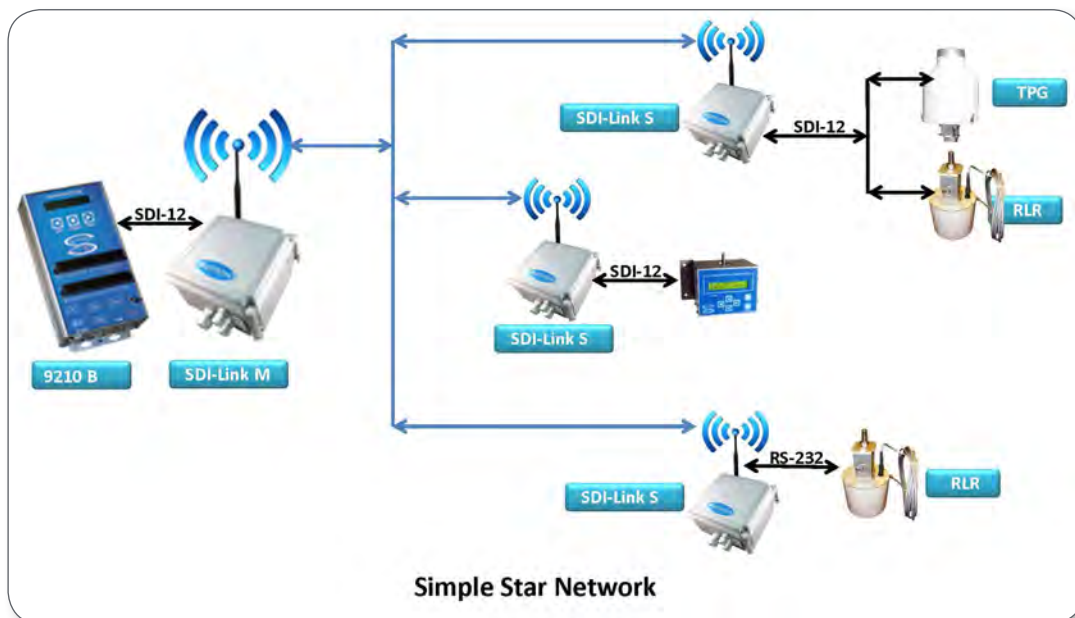 SDI-Link S
TPG
SDI-12
RLR
SDI-12
9210 B
SDI-Link M
SDI-12
SDI-Link S
RS-232
SDI-Link S
RLR
Simple Star Network